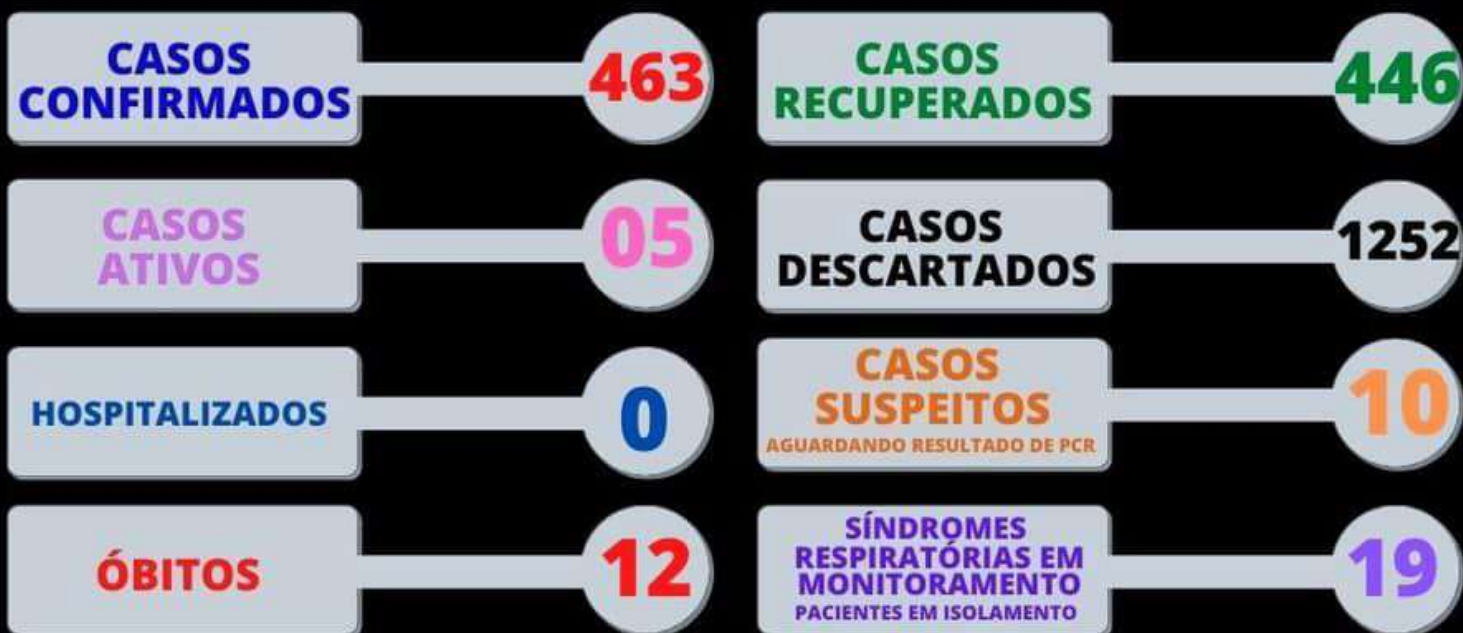 CASOS
CONFIRMADOS
463
CASOS
RECUPERADOS
446
CASOS
ATIVOS
05
CASOS
DESCARTADOS
1252
HOSPITALIZADOS
0
CASOS
SUSPEITOS
AGUARDANDO RESULTADO DE PCR
10
ÓBITOS
12
SÍNDROMES
RESPIRATÓRIAS EM
MONITORAMENTO
PACIENTES EM ISOLAMENTO
19